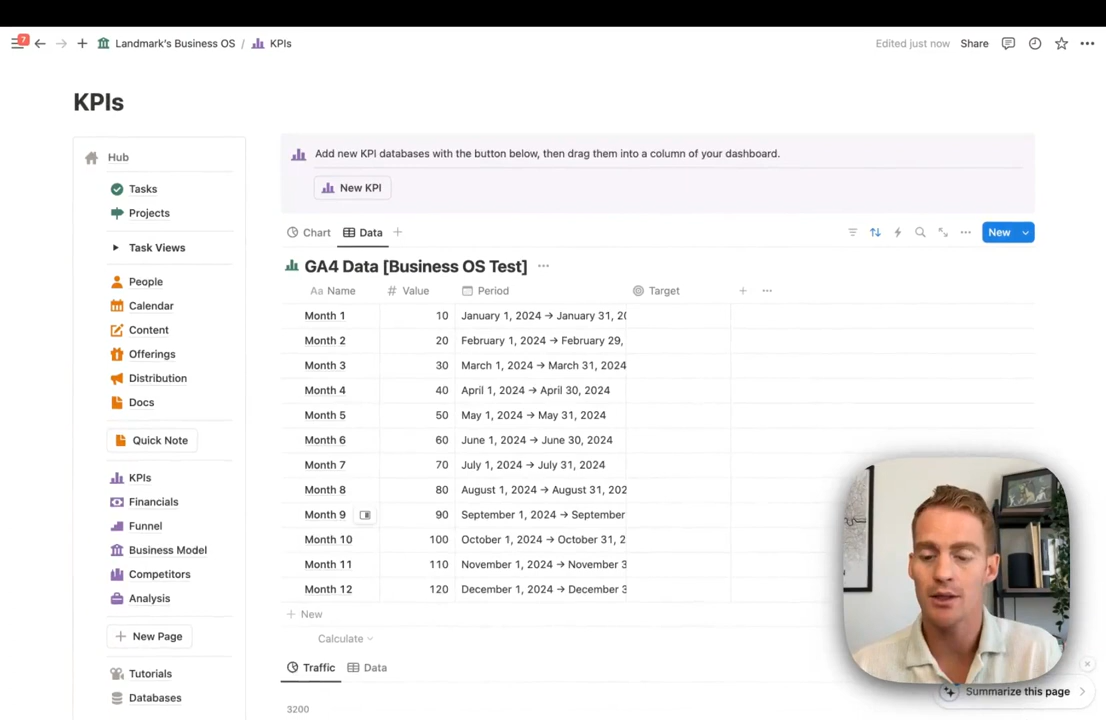 7
Landmark's Business OS / KPIs
Edited just now Share
KPIs
Hub
Tasks
Projects
Task Views
People
Calendar
Content
Offerings
Distribution
Docs
Quick Note
KPIs
Financials
Funnel
Business Model
Competitors
Analysis
New Page
Tutorials
Databases
Add new KPI databases with the button below, then drag them into a column of your dashboard.
New KPI
Chart Data
New
GA4 Data [Business OS Test]
Aa Name # Value Period Target
Month 1 10 January 1, 2024 → January 31, 20
Month 2 20 February 1, 2024 → February 29,
Month 3 30 March 1, 2024 → March 31, 2024
Month 4 40 April 1, 2024 → April 30, 2024
Month 5 50 May 1, 2024 → May 31, 2024
Month 6 60 June 1, 2024 → June 30, 2024
Month 7 70 July 1, 2024 → July 31, 2024
Month 8 80 August 1, 2024 → August 31, 202
Month 9 90 September 1, 2024 → September
Month 10 100 October 1, 2024 → October 31, 2
Month 11 110 November 1, 2024 → November 3
Month 12 120 December 1, 2024 → December 3
+ New
Calculate
Traffic Data
3200
Summarize this page